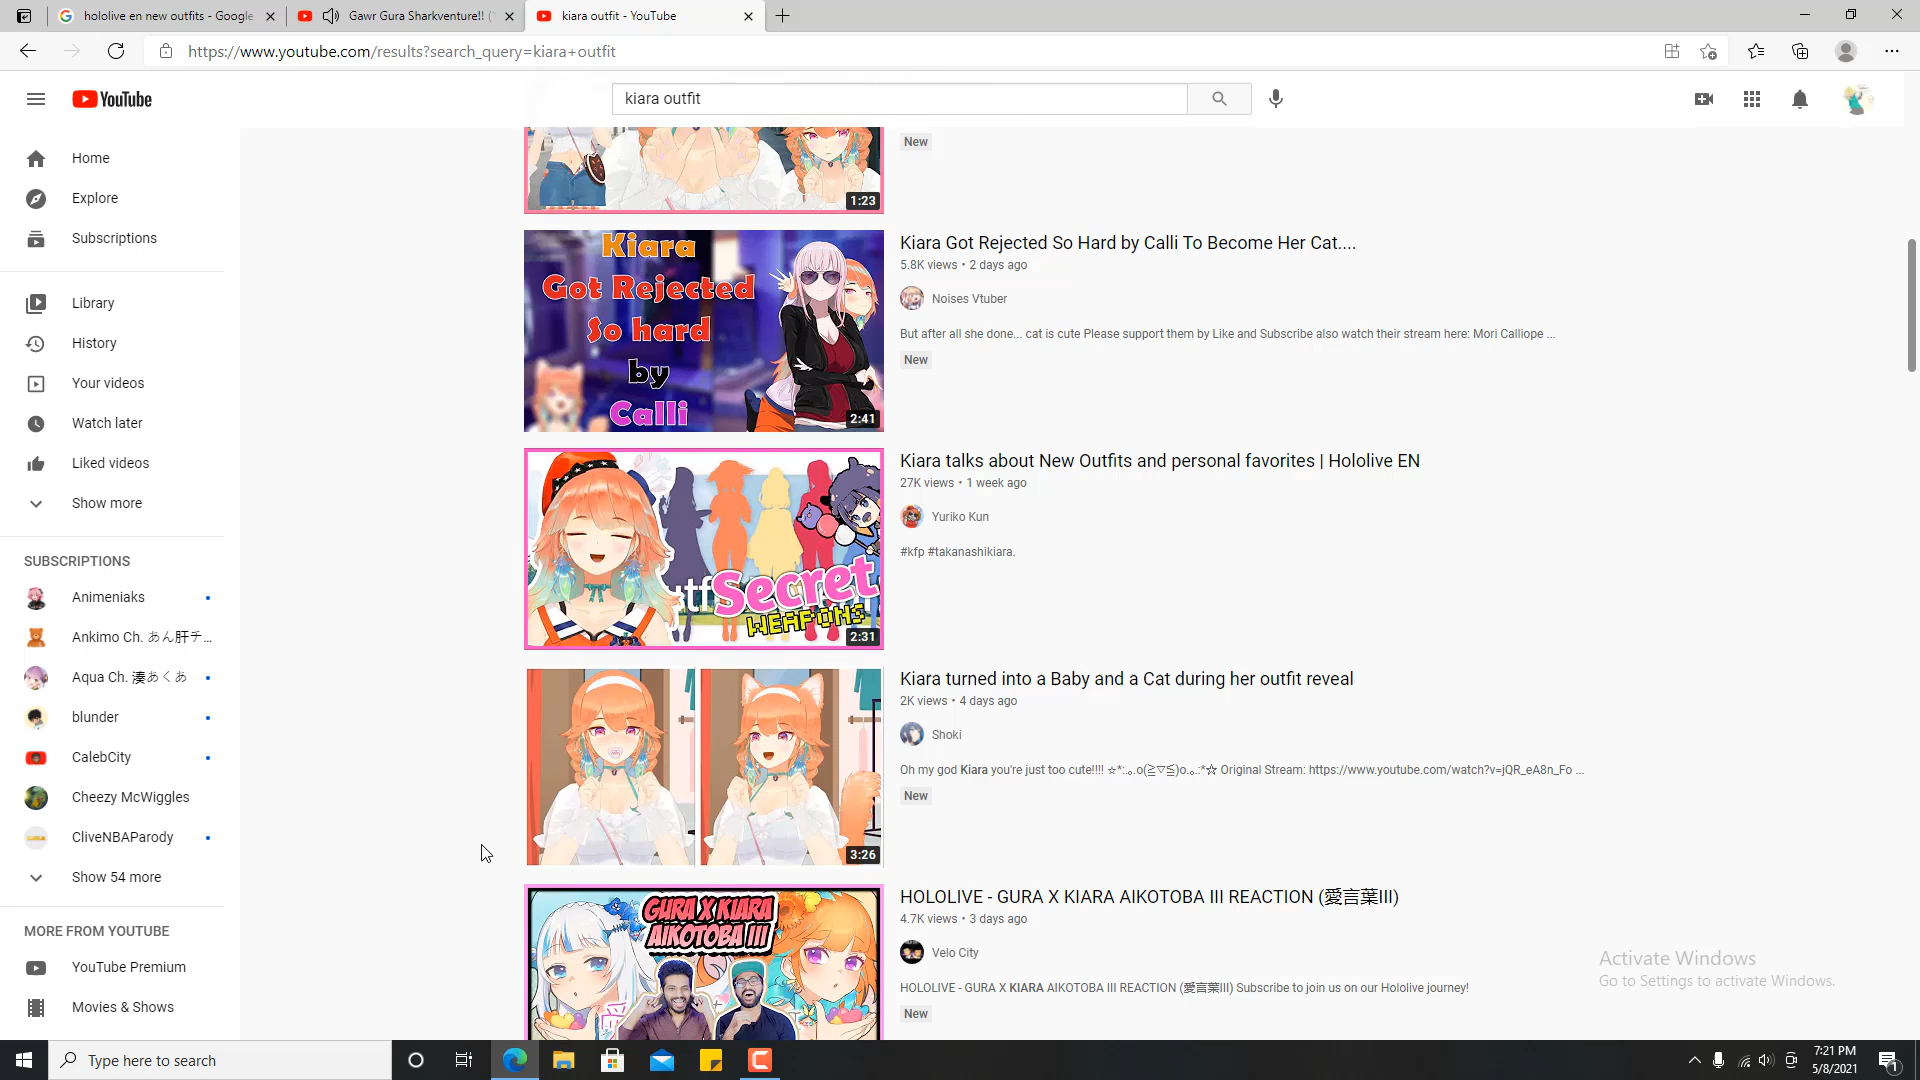 hololive en new outfits - Google
Gawr Gura Sharkventure!! (
kiara outfit - YouTube
https://www.youtube.com/results?search_query=kiara+outfit
YouTube
kiara outfit
Home
Explore
Subscriptions
Library
History
Your videos
Watch later
Liked videos
Show more
SUBSCRIPTIONS
Animeniaks
Ankimo Ch. あん肝チ...
Aqua Ch. 湊あくあ
blunder
CalebCity
Cheezy McWiggles
CliveNBAParody
Show 54 more
MORE FROM YOUTUBE
YouTube Premium
Movies & Shows
1:23
New
Kiara
Got Rejected
So hard
by
Calli
2:41
Kiara Got Rejected So Hard by Calli To Become Her Cat....
5.8K views • 2 days ago
Noises Vtuber
But after all she done... cat is cute Please support them by Like and Subscribe also watch their stream here: Mori Calliope ...
New
Secret
WEAPONS
2:31
Kiara talks about New Outfits and personal favorites | Hololive EN
27K views • 1 week ago
Yuriko Kun
#kfp #takanashikiara.
3:26
Kiara turned into a Baby and a Cat during her outfit reveal
2K views • 4 days ago
Shoki
Oh my god Kiara you're just too cute!!!! ☆*:.｡.o(≧▽≦)o.｡.:*☆ Original Stream: https://www.youtube.com/watch?v=jQR_eA8n_Fo ...
New
GURA X KIARA
AIKOTOBA III
HOLOLIVE - GURA X KIARA AIKOTOBA III REACTION (愛言葉III)
4.7K views • 3 days ago
Velo City
HOLOLIVE - GURA X KIARA AIKOTOBA III REACTION (愛言葉III) Subscribe to join us on our Hololive journey!
New
Activate Windows
Go to Settings to activate Windows.
Type here to search
7:21 PM
5/8/2021
1